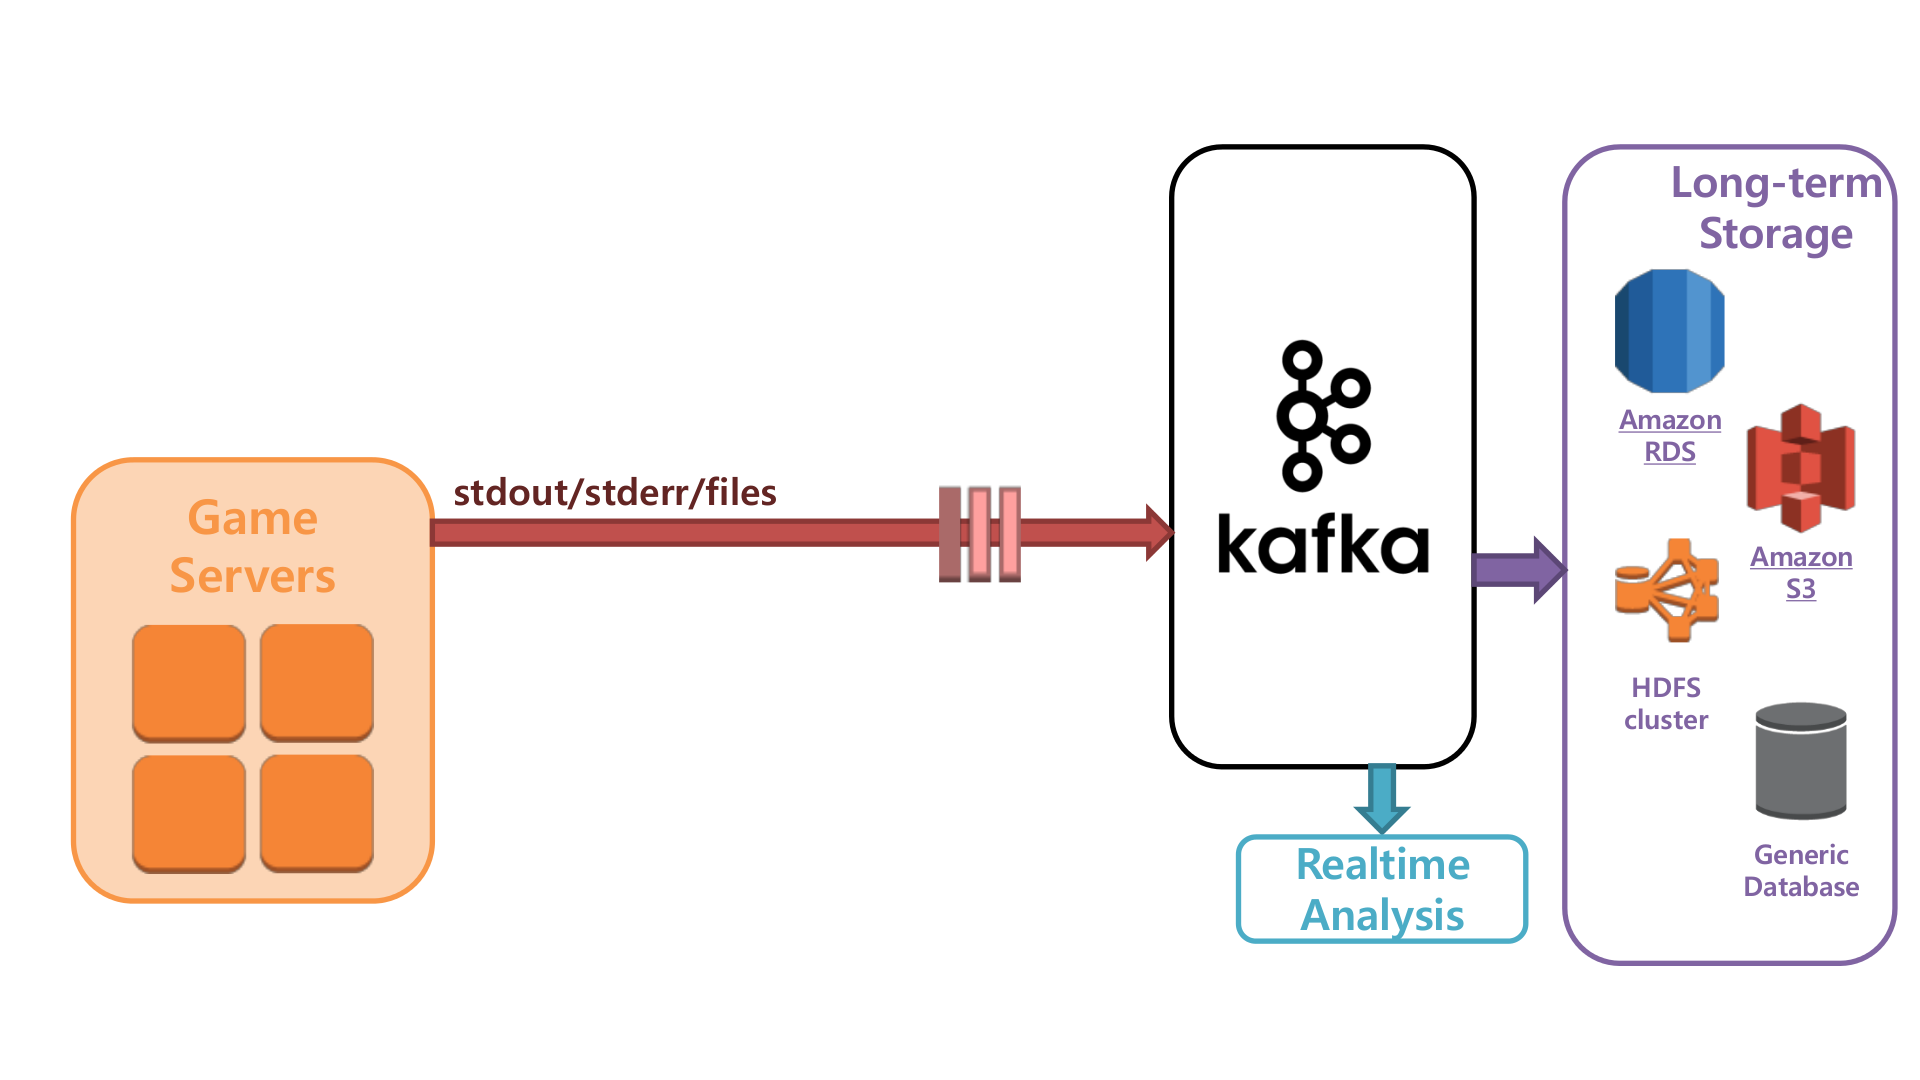 Game
Servers
stdout/stderr/files
kafka
Realtime
Analysis
Long-term
Storage
Amazon
RDS
Amazon
S3
HDFS
cluster
Generic
Database